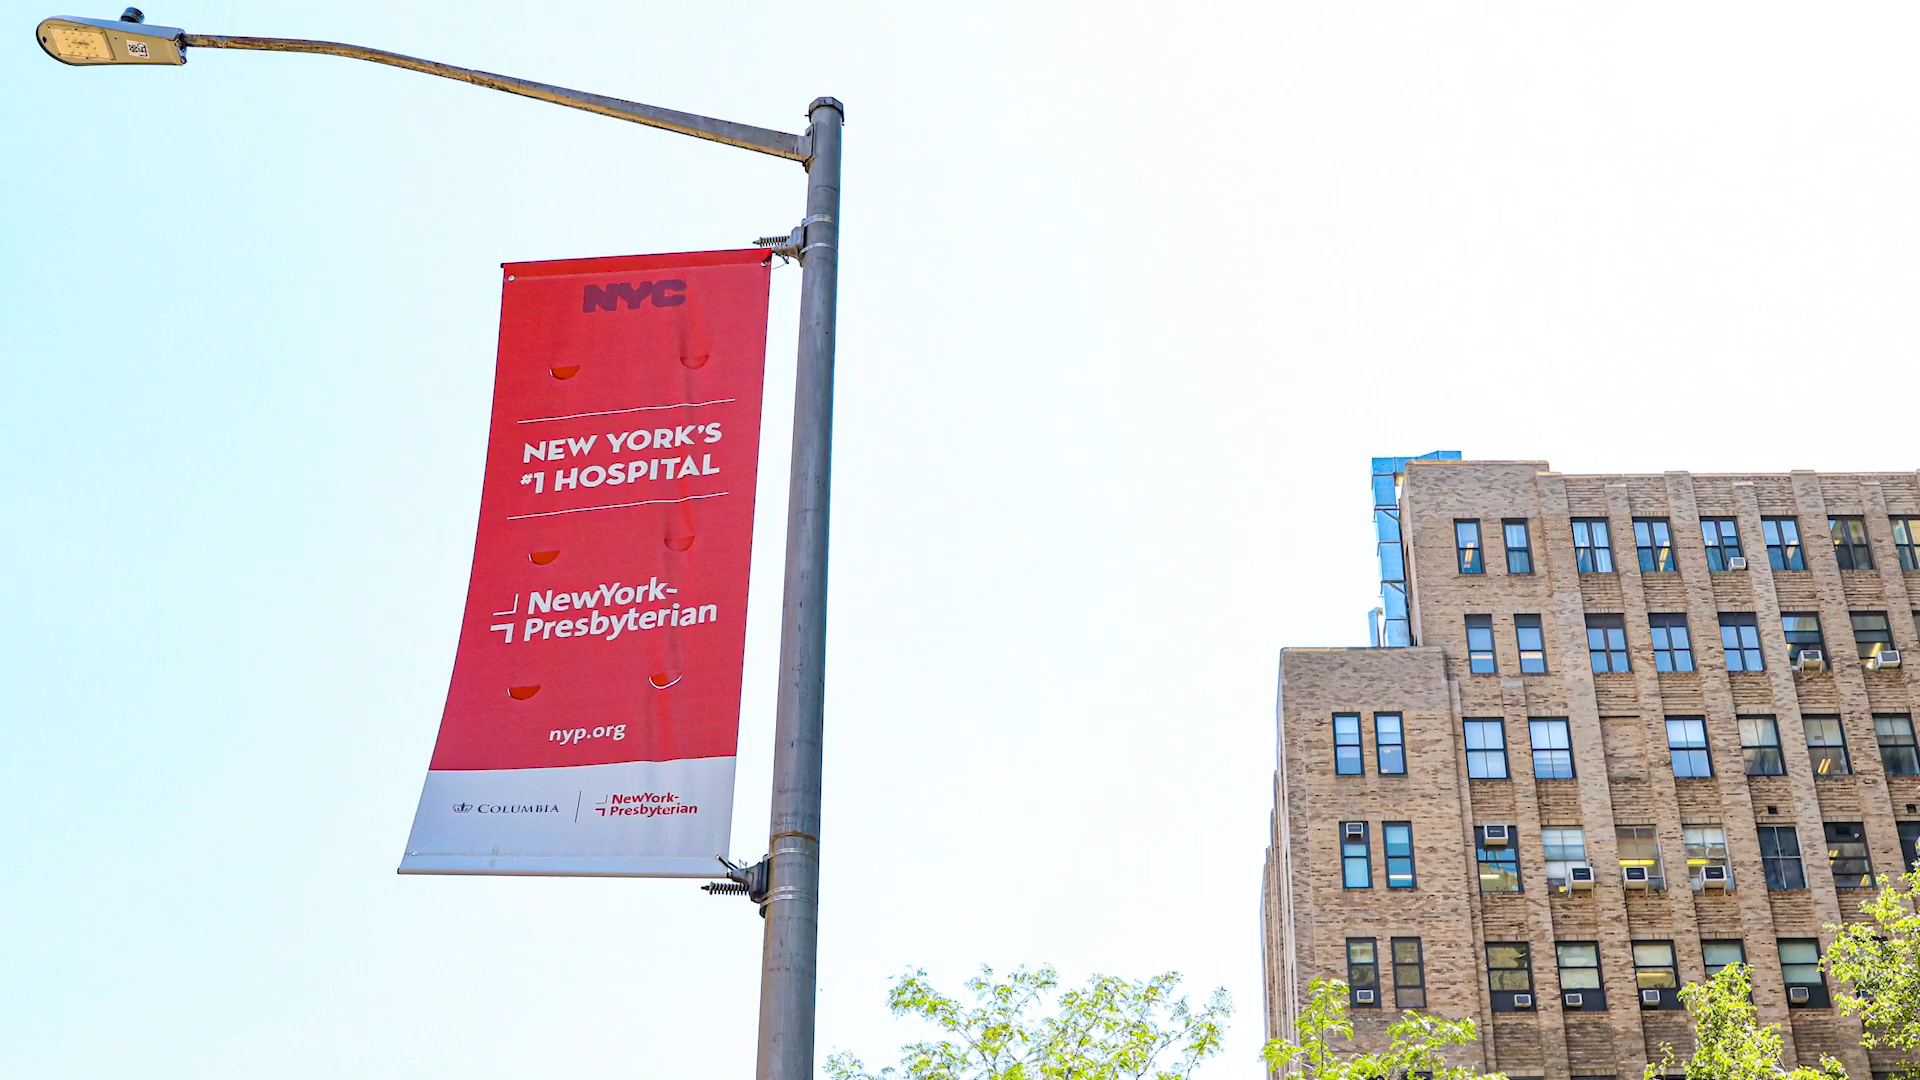 NYC
NEW YORK'S
#1 HOSPITAL
NewYork-
Presbyterian
nyp.org
COLUMBIA
NewYork-
Presbyterian